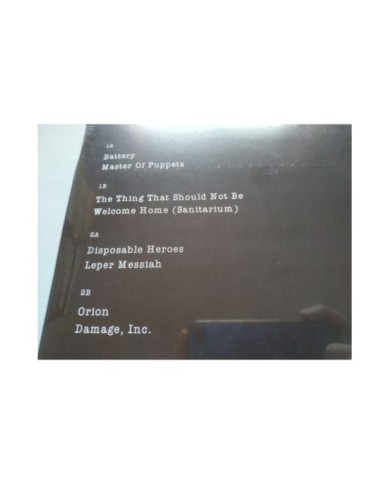 1A
Battery
Master Of Puppets
1B
The Thing That Should Not Be
Welcome Home (Sanitarium)
2A
Disposable Heroes
Leper Messiah
2B
Orion
Damage, Inc.